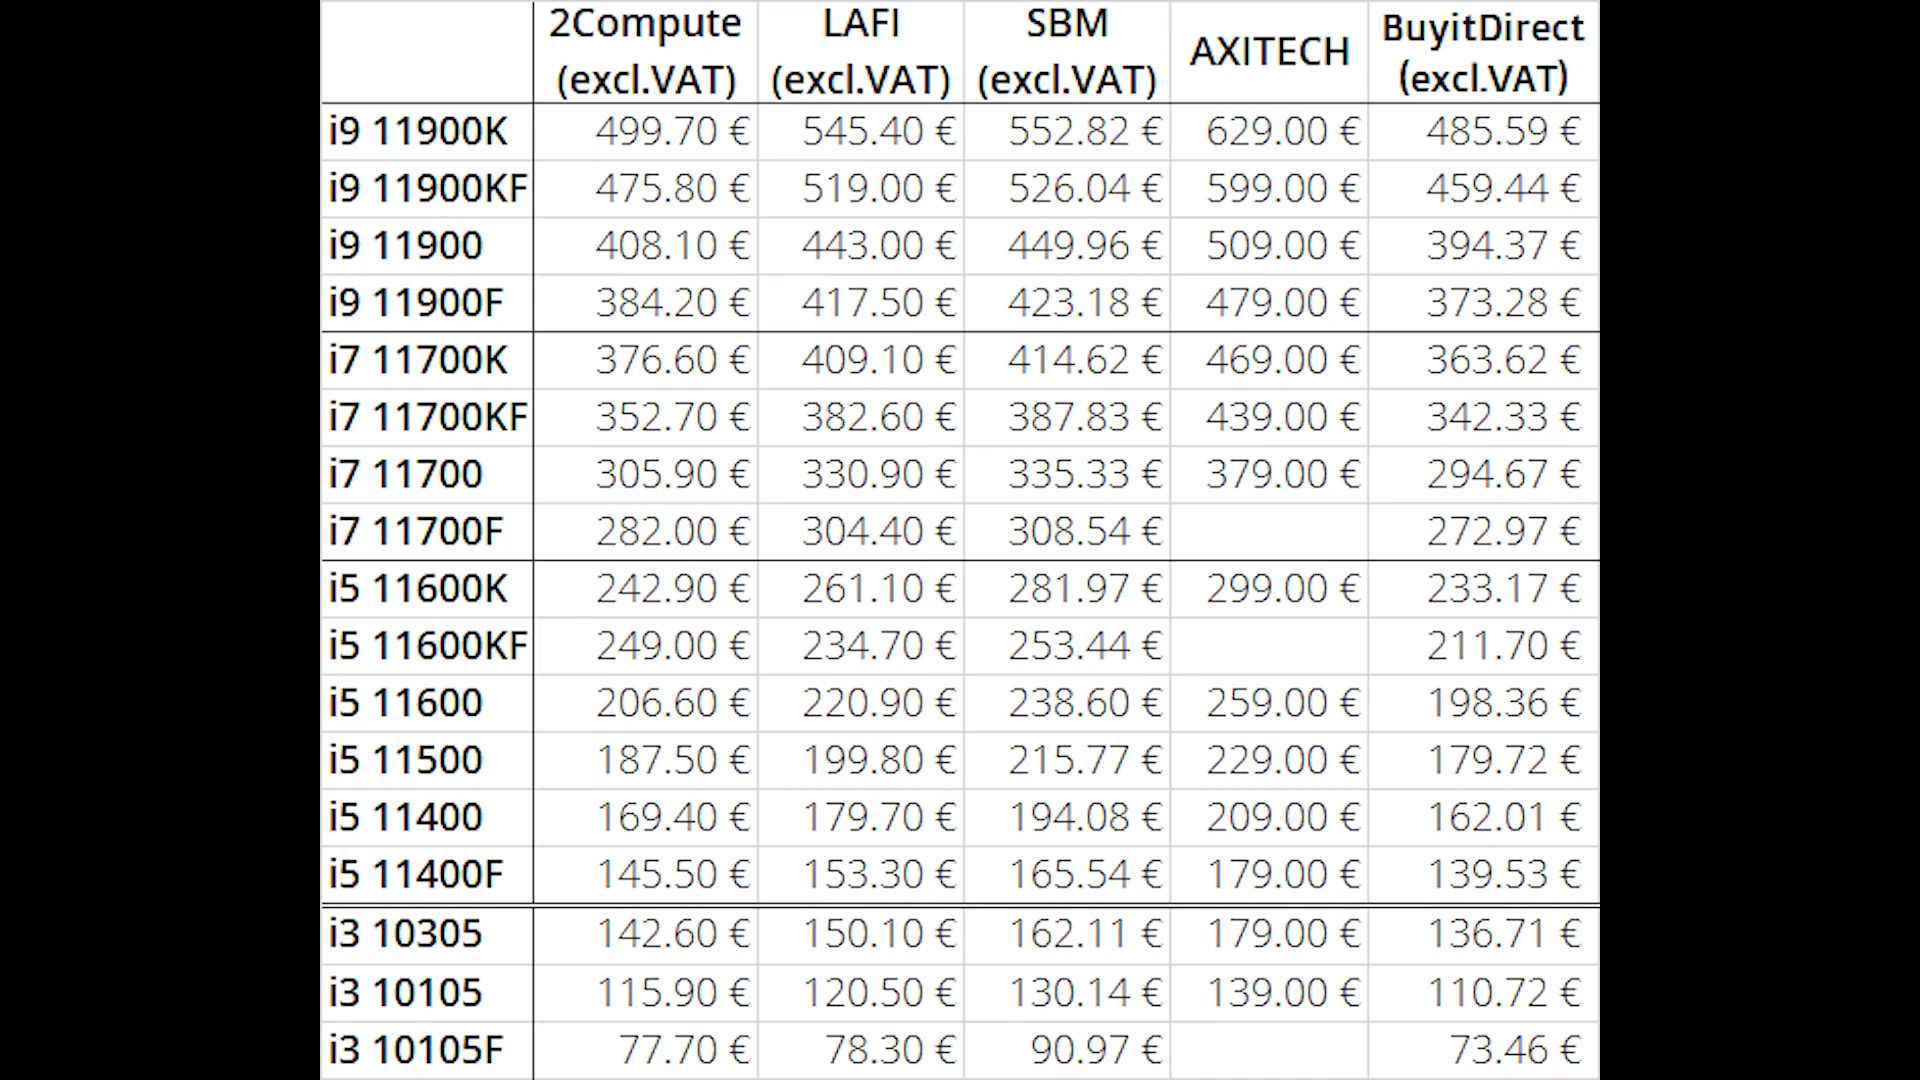 2Compute (excl.VAT) LAFI (excl.VAT) SBM (excl.VAT) AXITECH BuyitDirect (excl.VAT)
i9 11900K 499.70 € 545.40 € 552.82 € 629.00 € 485.59 €
i9 11900KF 475.80 € 519.00 € 526.04 € 599.00 € 459.44 €
i9 11900 408.10 € 443.00 € 449.96 € 509.00 € 394.37 €
i9 11900F 384.20 € 417.50 € 423.18 € 479.00 € 373.28 €
i7 11700K 376.60 € 409.10 € 414.62 € 469.00 € 363.62 €
i7 11700KF 352.70 € 382.60 € 387.83 € 439.00 € 342.33 €
i7 11700 305.90 € 330.90 € 335.33 € 379.00 € 294.67 €
i7 11700F 282.00 € 304.40 € 308.54 € 272.97 €
i5 11600K 242.90 € 261.10 € 281.97 € 299.00 € 233.17 €
i5 11600KF 249.00 € 234.70 € 253.44 € 211.70 €
i5 11600 206.60 € 220.90 € 238.60 € 259.00 € 198.36 €
i5 11500 187.50 € 199.80 € 215.77 € 229.00 € 179.72 €
i5 11400 169.40 € 179.70 € 194.08 € 209.00 € 162.01 €
i5 11400F 145.50 € 153.30 € 165.54 € 179.00 € 139.53 €
i3 10305 142.60 € 150.10 € 162.11 € 179.00 € 136.71 €
i3 10105 115.90 € 120.50 € 130.14 € 139.00 € 110.72 €
i3 10105F 77.70 € 78.30 € 90.97 € 73.46 €